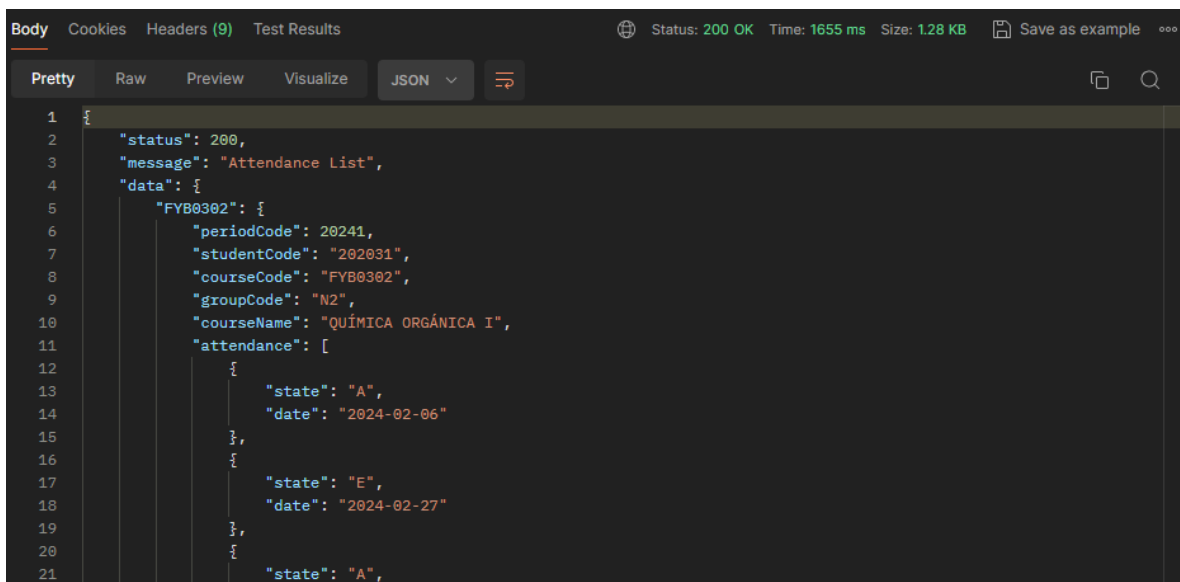 Body Cookies Headers (9) Test Results Status: 200 OK Time: 1655 ms Size: 1.28 KB Save as example
Pretty Raw Preview Visualize JSON
1 {
2 "status": 200,
3 "message": "Attendance List",
4 "data": {
5 "FYB0302": {
6 "periodCode": 20241,
7 "studentCode": "202031",
8 "courseCode": "FYB0302",
9 "groupCode": "N2",
10 "courseName": "QUÍMICA ORGÁNICA I",
11 "attendance": [
12 {
13 "state": "A",
14 "date": "2024-02-06"
15 },
16 {
17 "state": "E",
18 "date": "2024-02-27"
19 },
20 {
21 "state": "A",